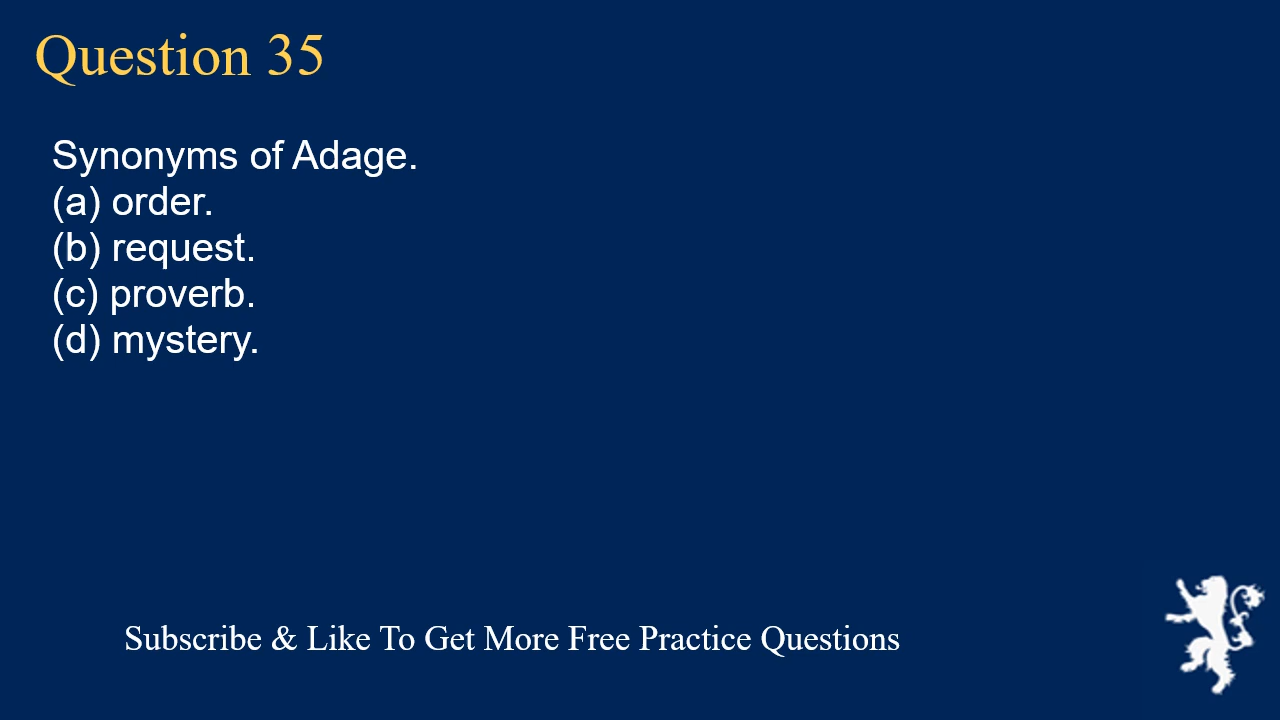 Question 35
Synonyms of Adage.
(a) order.
(b) request.
(c) proverb.
(d) mystery.
Subscribe & Like To Get More Free Practice Questions